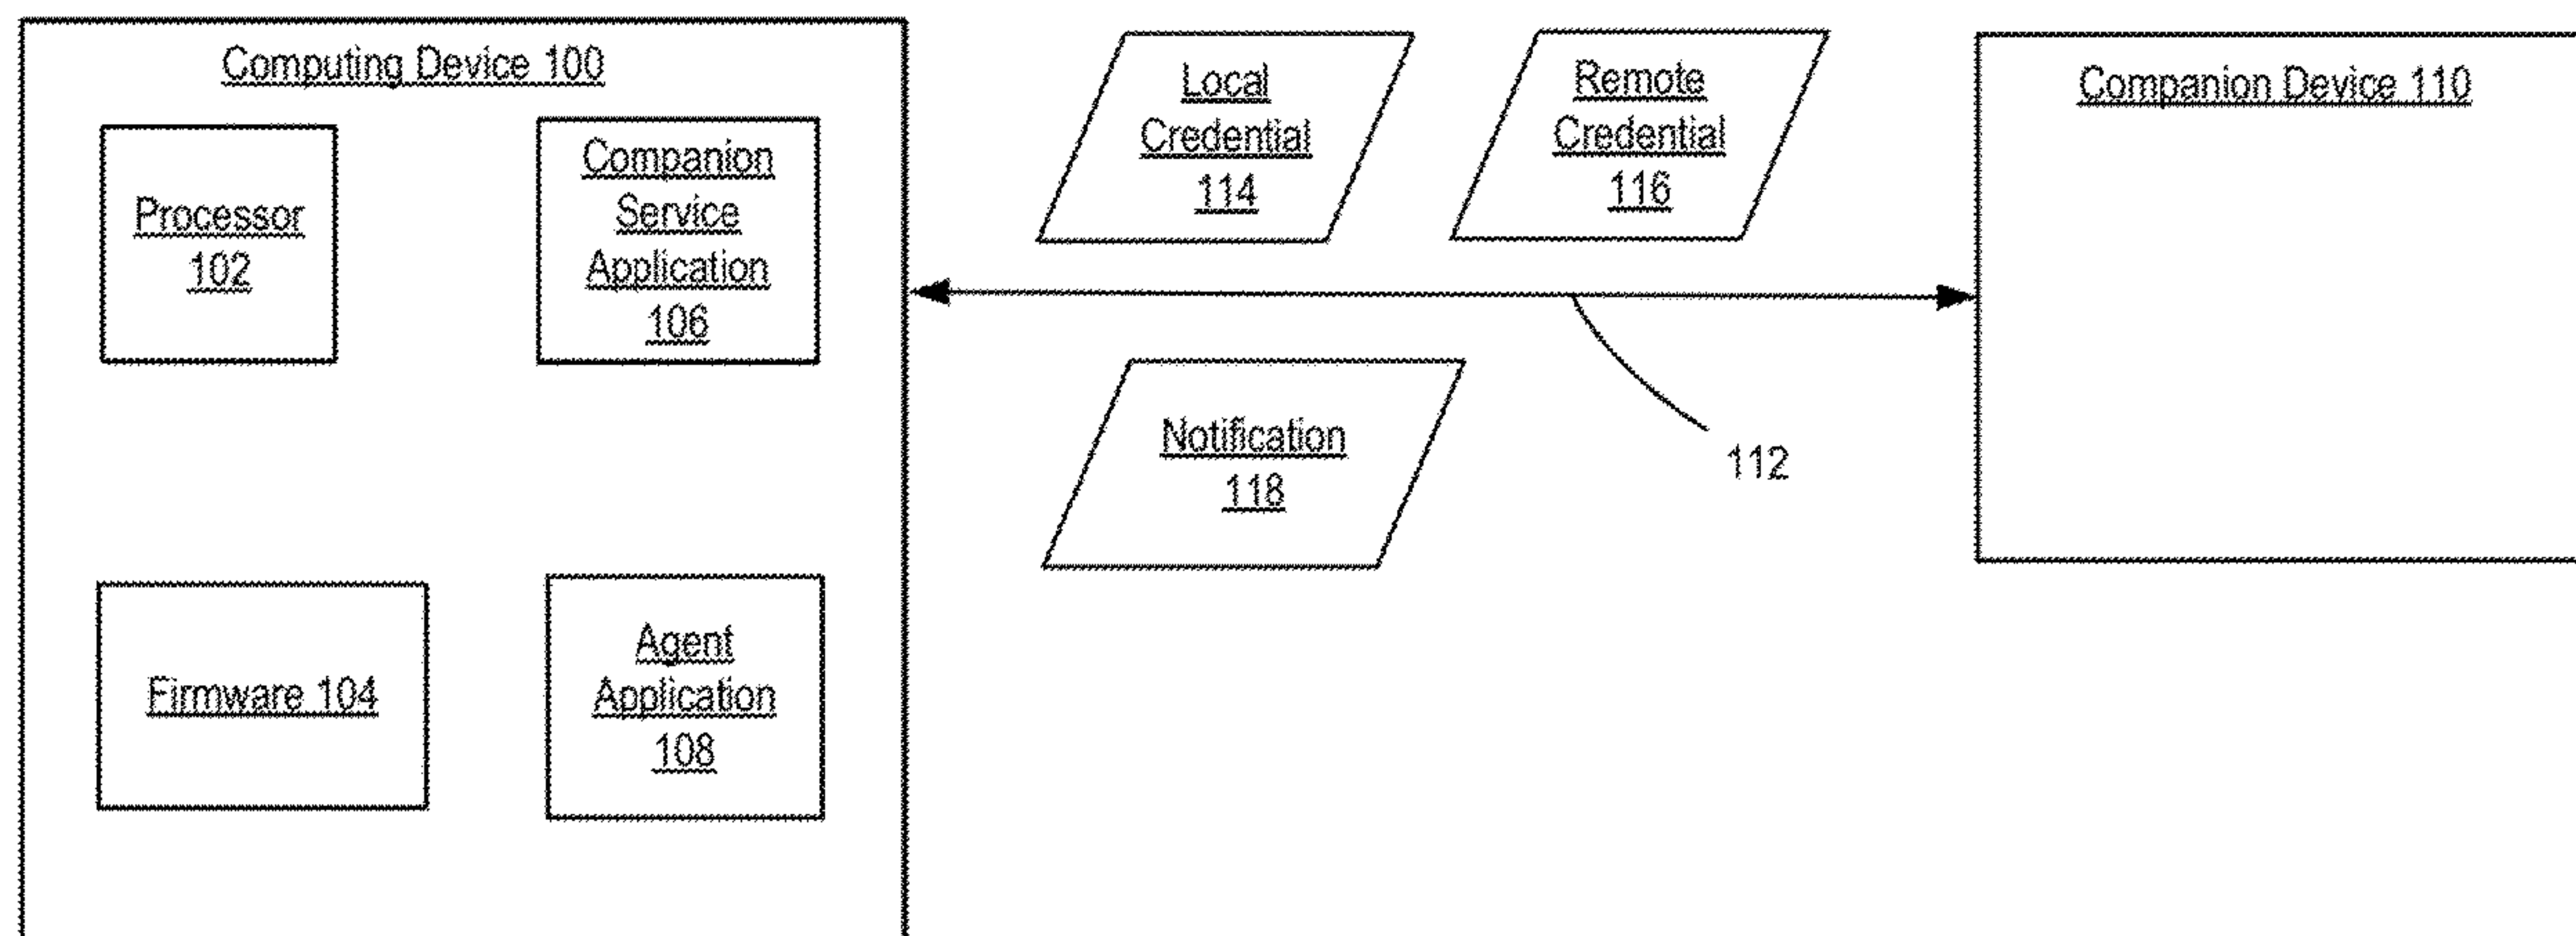 Computing Device 100
Processor
102
Companion
Service
Application
106
Firmware 104
Agent
Application
108
Local
Credential
114
Remote
Credential
116
Notification
118
112
Companion Device 110